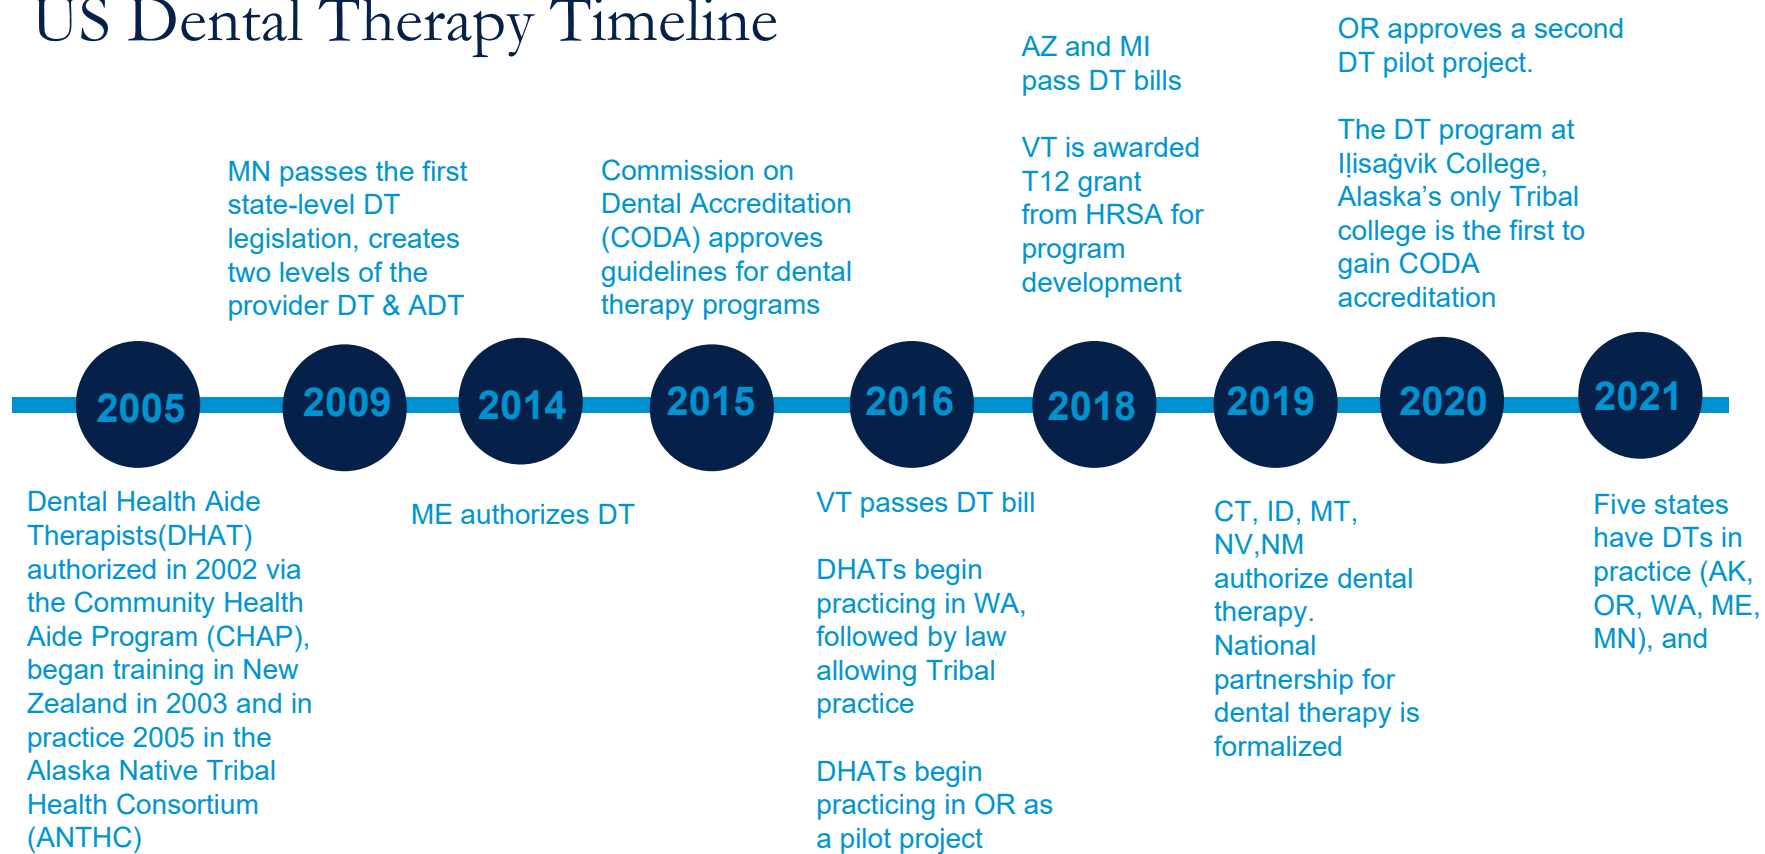 US Dental Therapy Timeline
MN passes the first
state-level DT
legislation, creates
two levels of the
provider DT & ADT
Commission on
Dental Accreditation
(CODA) approves
guidelines for dental
therapy programs
AZ and MI
pass DT bills
VT is awarded
T12 grant
from HRSA for
program
development
OR approves a second
DT pilot project.
The DT program at
Iḷisaġvik College,
Alaska’s only Tribal
college is the first to
gain CODA
accreditation
2005
2009
2014
2015
2016
2018
2019
2020
2021
Dental Health Aide
Therapists(DHAT)
authorized in 2002 via
the Community Health
Aide Program (CHAP),
began training in New
Zealand in 2003 and in
practice 2005 in the
Alaska Native Tribal
Health Consortium
(ANTHC)
ME authorizes DT
VT passes DT bill
DHATs begin
practicing in WA,
followed by law
allowing Tribal
practice
DHATs begin
practicing in OR as
a pilot project
CT, ID, MT,
NV,NM
authorize dental
therapy.
National
partnership for
dental therapy is
formalized
Five states
have DTs in
practice (AK,
OR, WA, ME,
MN), and